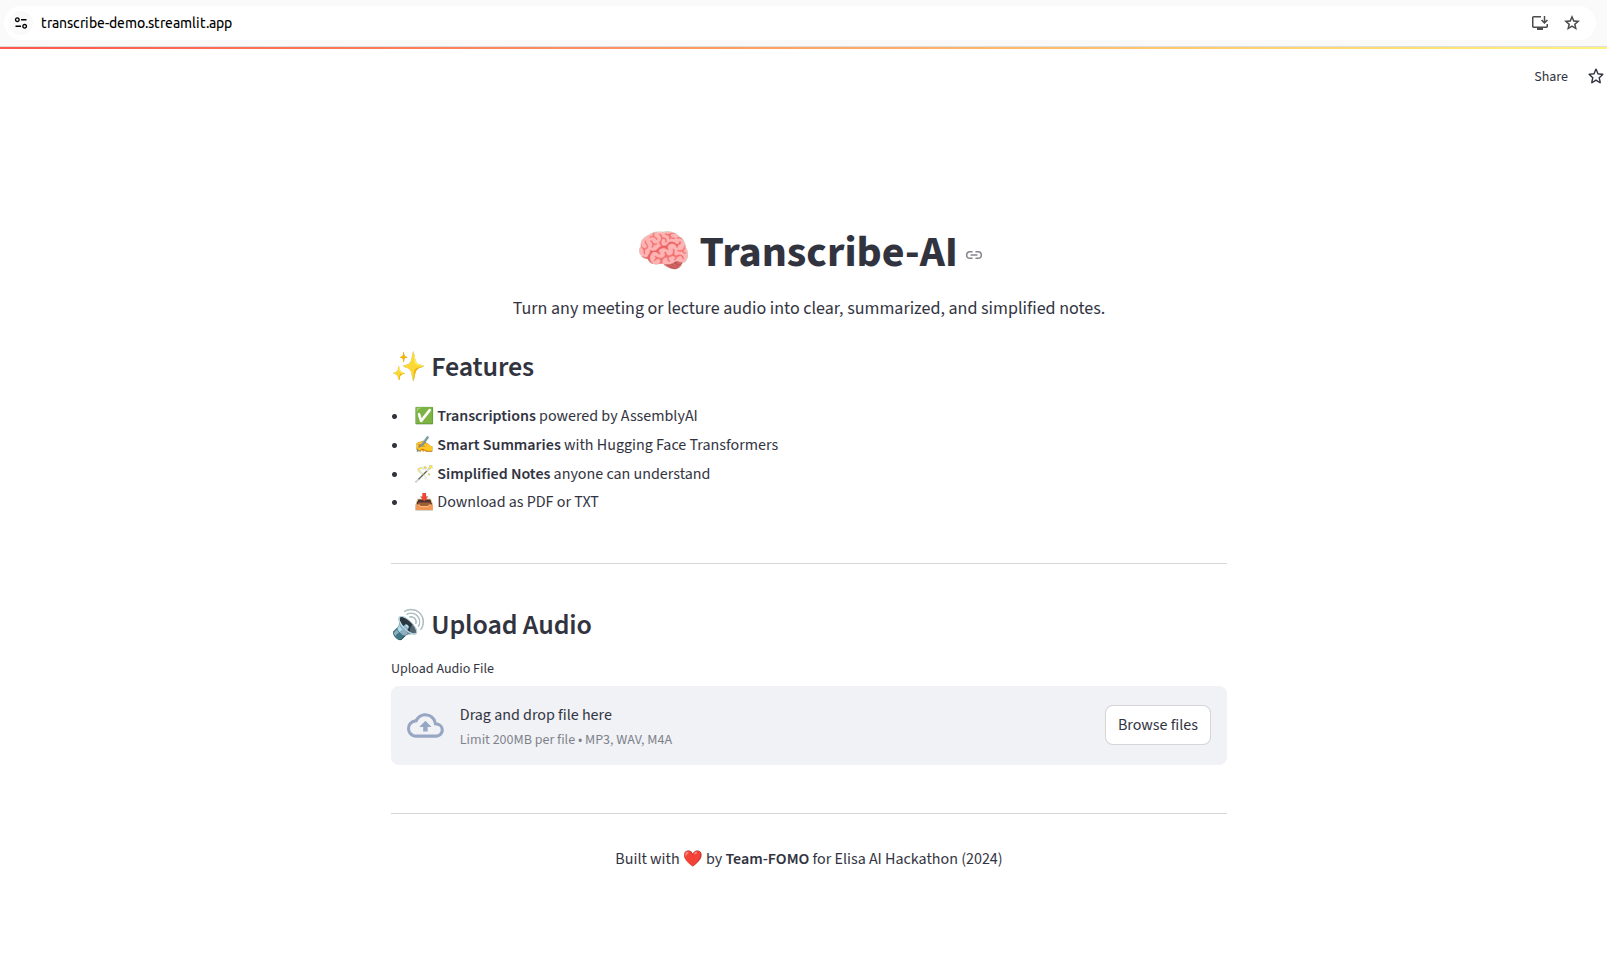 transcribe-demo.streamlit.app
Share
Transcribe-AI
Turn any meeting or lecture audio into clear, summarized, and simplified notes.
✨ Features
• ✅ Transcriptions powered by AssemblyAI
• ✍️ Smart Summaries with Hugging Face Transformers
• 🪄 Simplified Notes anyone can understand
• 📥 Download as PDF or TXT
🔊 Upload Audio
Upload Audio File
Drag and drop file here
Limit 200MB per file • MP3, WAV, M4A
Browse files
Built with ❤️ by Team-FOMO for Elisa AI Hackathon (2024)